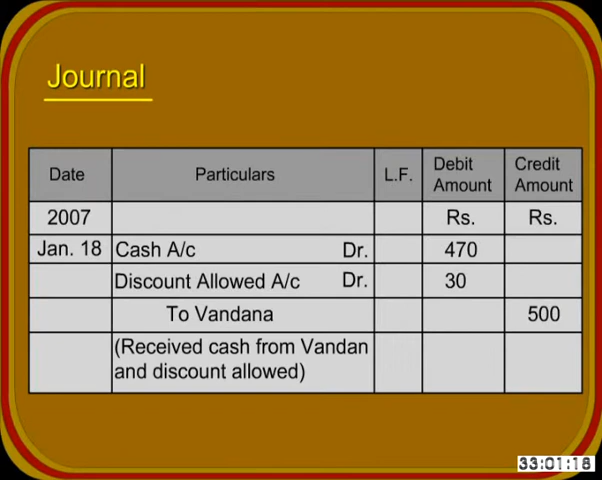 Journal
Date Particulars L.F. Debit Amount Credit Amount
2007 Rs. Rs.
Jan. 18 Cash A/c Dr. 470
Discount Allowed A/c Dr. 30
To Vandana 500
(Received cash from Vandan
and discount allowed)
33:01:18